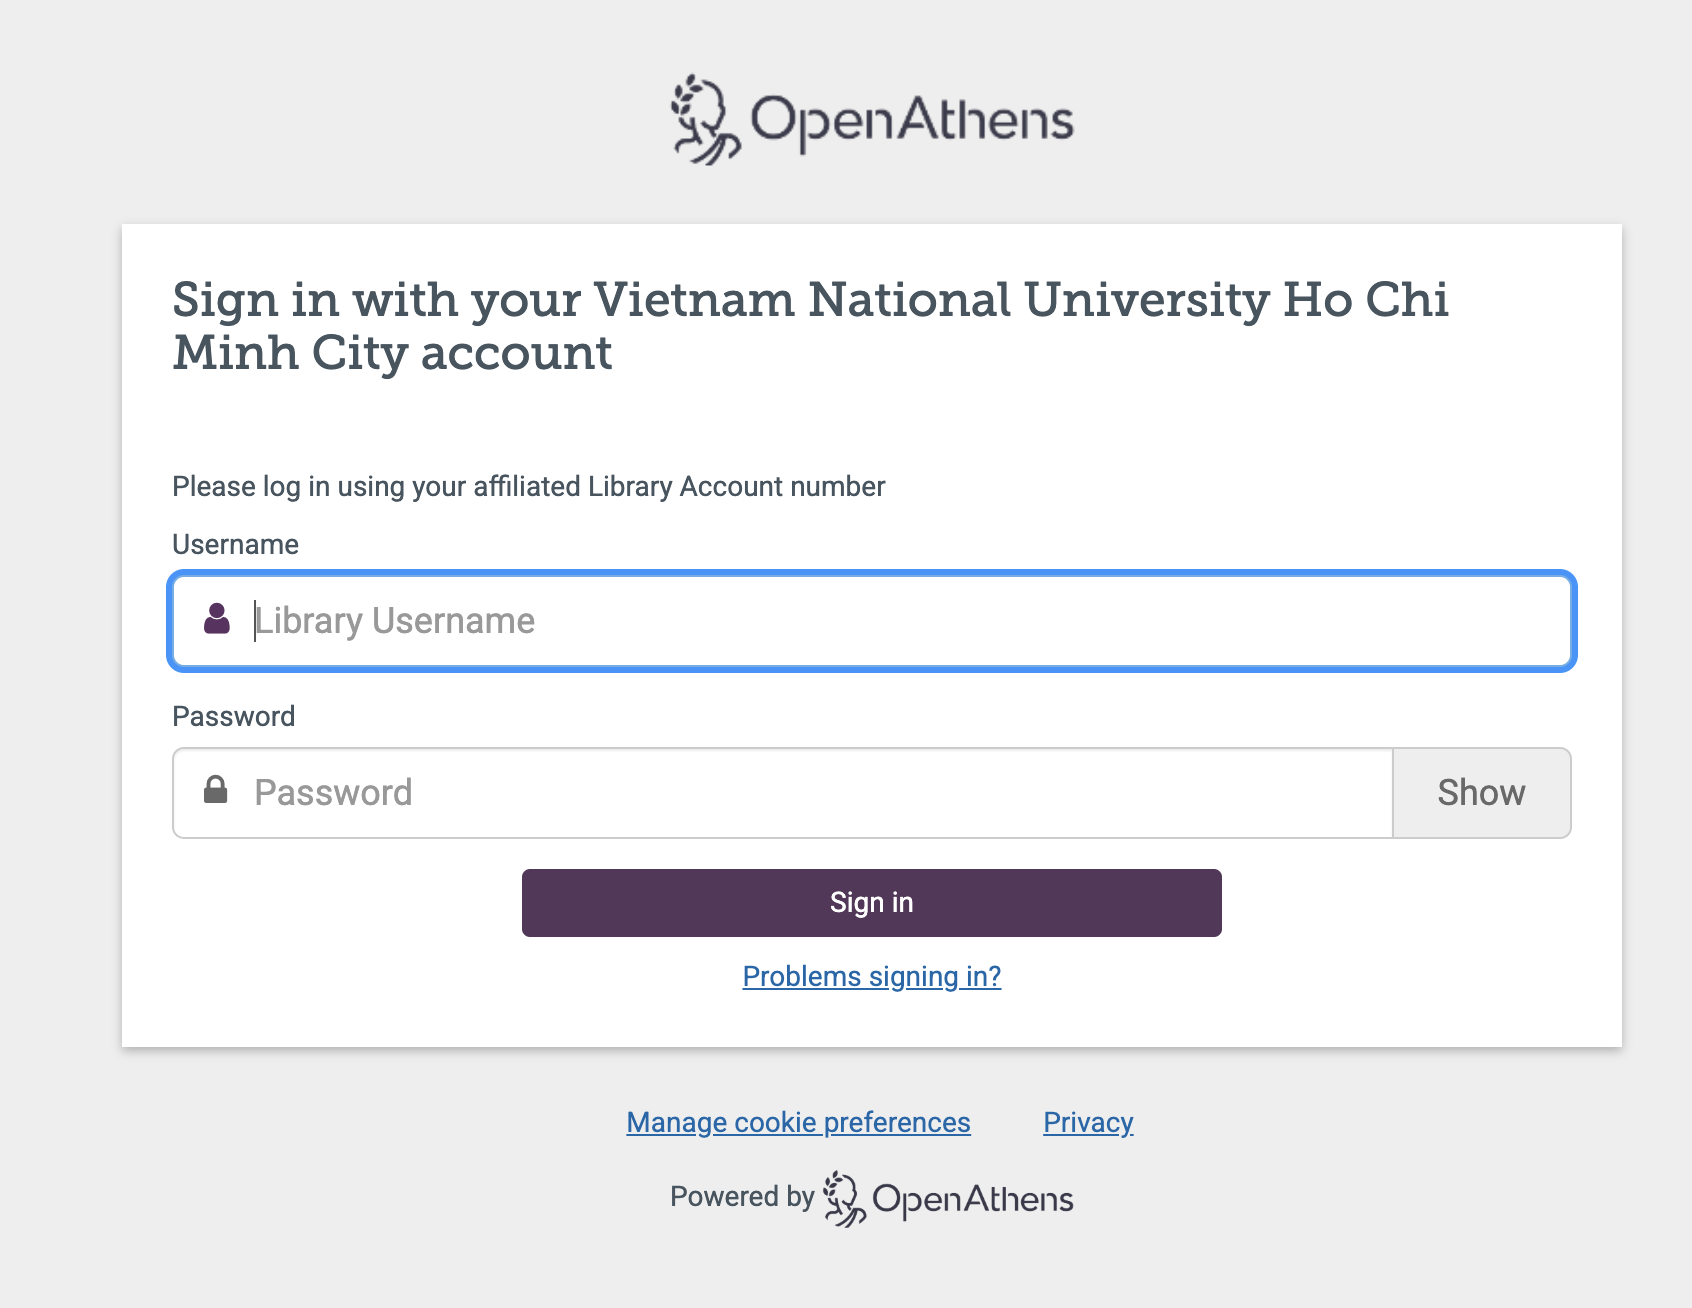 OpenAthens
Sign in with your Vietnam National University Ho Chi
Minh City account
Please log in using your affiliated Library Account number
Username
Library Username
Password
Password
Show
Sign in
Problems signing in?
Manage cookie preferences
Privacy
Powered by OpenAthens